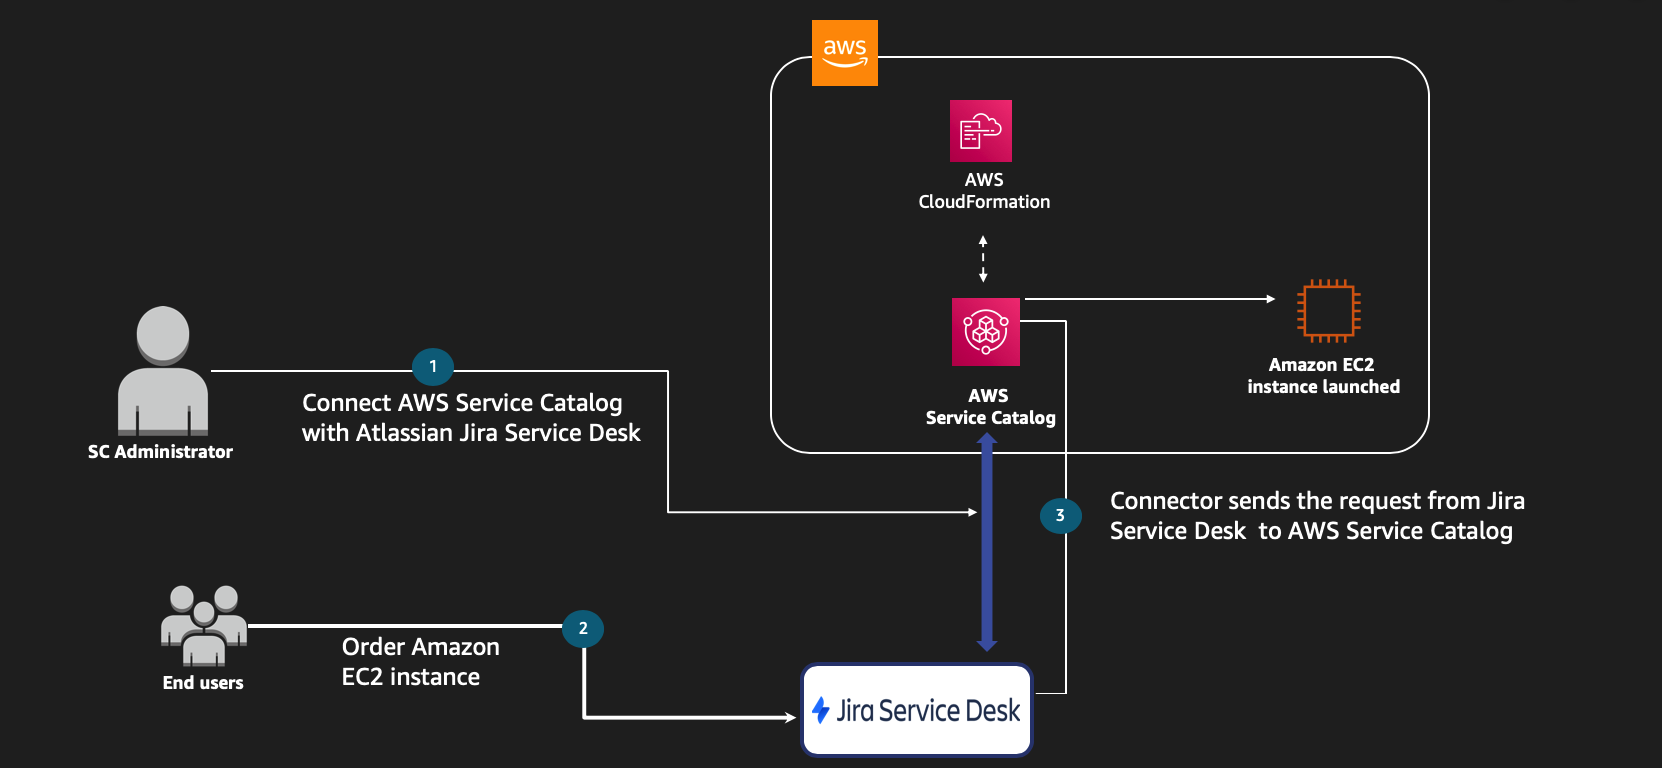 aws
AWS
CloudFormation
AWS
Service Catalog
Amazon EC2
instance launched
1
Connect AWS Service Catalog
with Atlassian Jira Service Desk
SC Administrator
3
Connector sends the request from Jira
Service Desk  to AWS Service Catalog
2
Order Amazon
EC2 instance
End users
Jira Service Desk